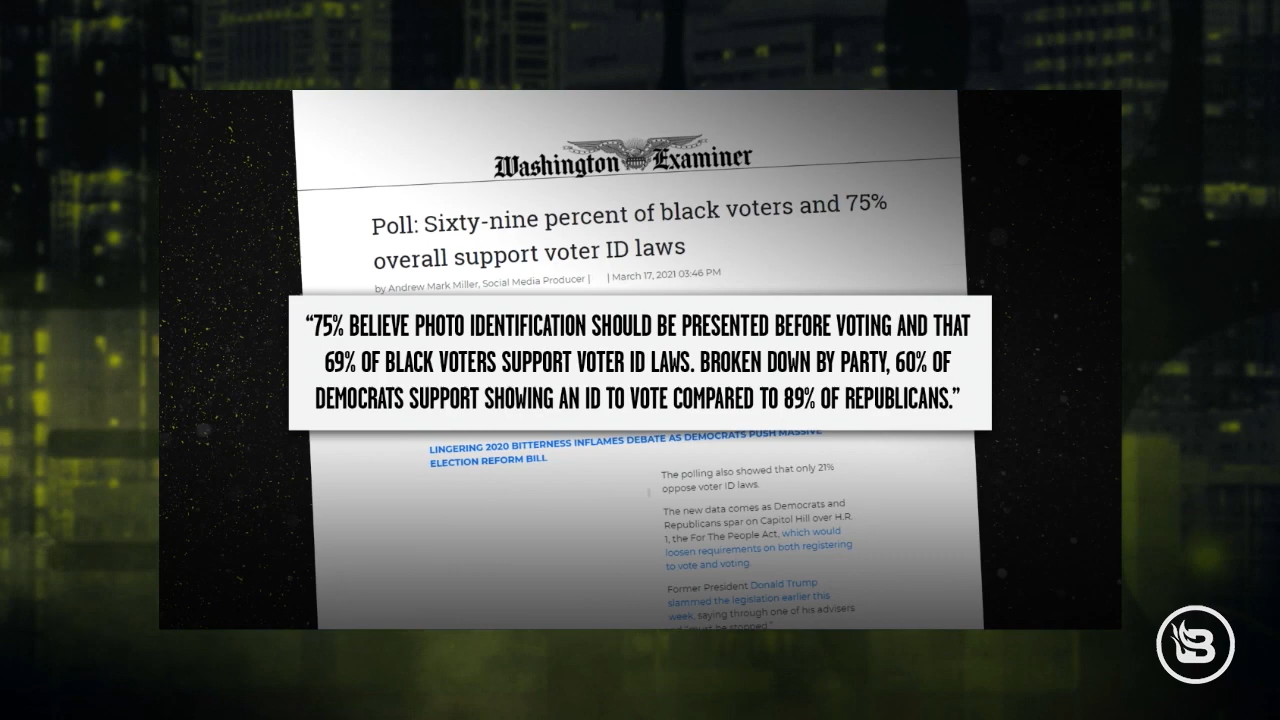 Washington Examiner
Poll: Sixty-nine percent of black voters and 75%
overall support voter ID laws
by Andrew Mark Miller, Social Media Producer | | March 17, 2021 03:46 PM
“75% BELIEVE PHOTO IDENTIFICATION SHOULD BE PRESENTED BEFORE VOTING AND THAT
69% OF BLACK VOTERS SUPPORT VOTER ID LAWS. BROKEN DOWN BY PARTY, 60% OF
DEMOCRATS SUPPORT SHOWING AN ID TO VOTE COMPARED TO 89% OF REPUBLICANS.”
LINGERING 2020 BITTERNESS INFLAMES DEBATE AS DEMOCRATS PUSH MASSIVE
ELECTION REFORM BILL
The polling also showed that only 21%
oppose voter ID laws.
The new data comes as Democrats and
Republicans spar on Capitol Hill over H.R.
1, the For The People Act, which would
loosen requirements on both registering
to vote and voting.
Former President Donald Trump
slammed the legislation earlier this
week, saying through one of his advisers
"must be stopped."
B